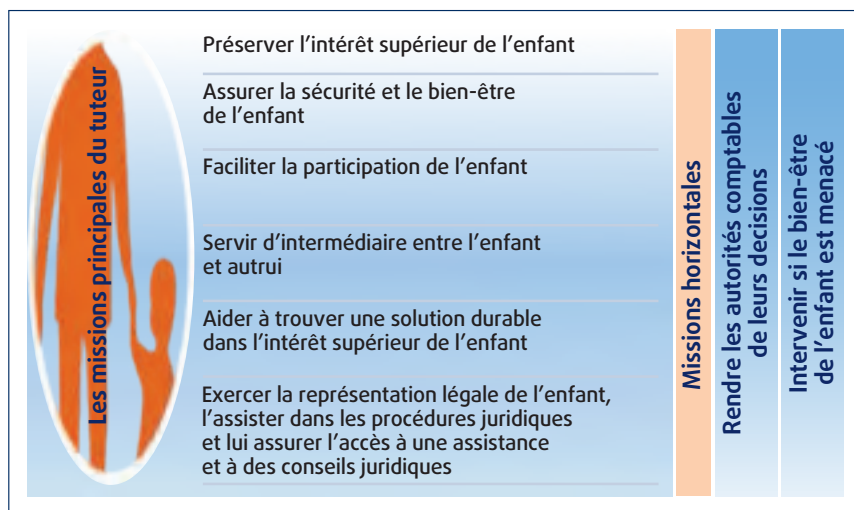 Les missions principales du tuteur
Préserver l'intérêt supérieur de l'enfant
Assurer la sécurité et le bien-être
de l'enfant
Faciliter la participation de l'enfant
Servir d'intermédiaire entre l'enfant
et autrui
Aider à trouver une solution durable
dans l'intérêt supérieur de l'enfant
Exercer la représentation légale de l'enfant,
l'assister dans les procédures juridiques
et lui assurer l'accès à une assistance
et à des conseils juridiques
Missions horizontales
Rendre les autorités comptables
de leurs decisions
Intervenir si le bien-être
de l'enfant est menacé